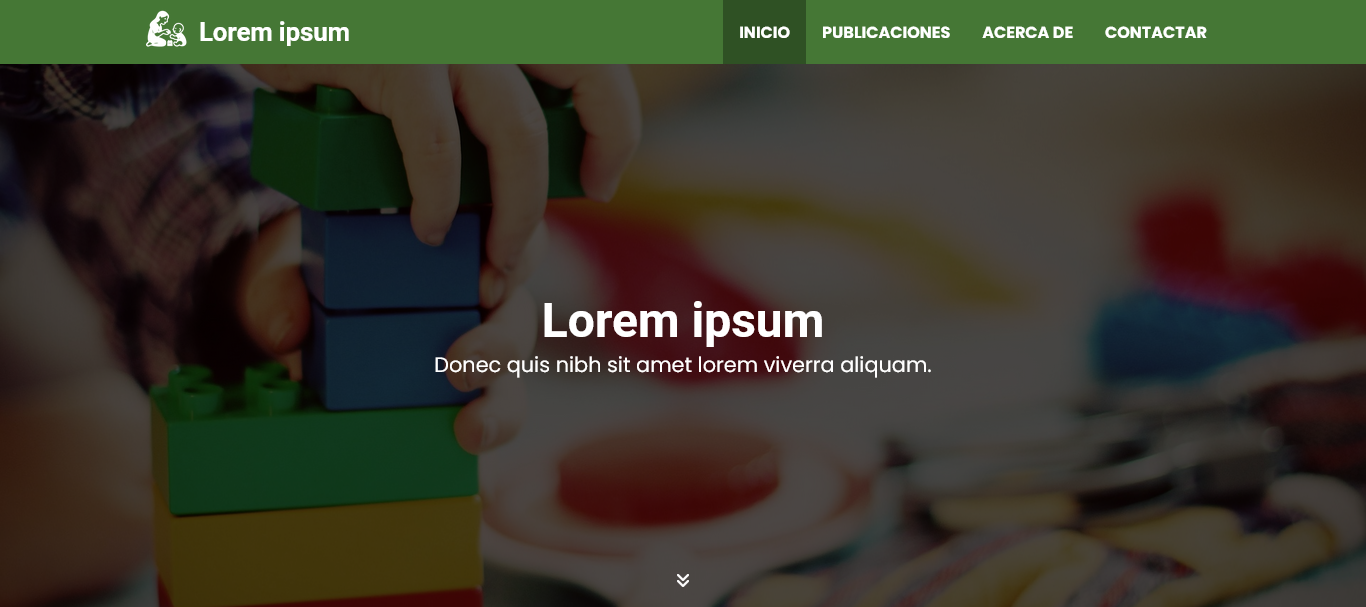 Lorem ipsum
INICIO PUBLICACIONES ACERCA DE CONTACTAR
Lorem ipsum
Donec quis nibh sit amet lorem viverra aliquam.